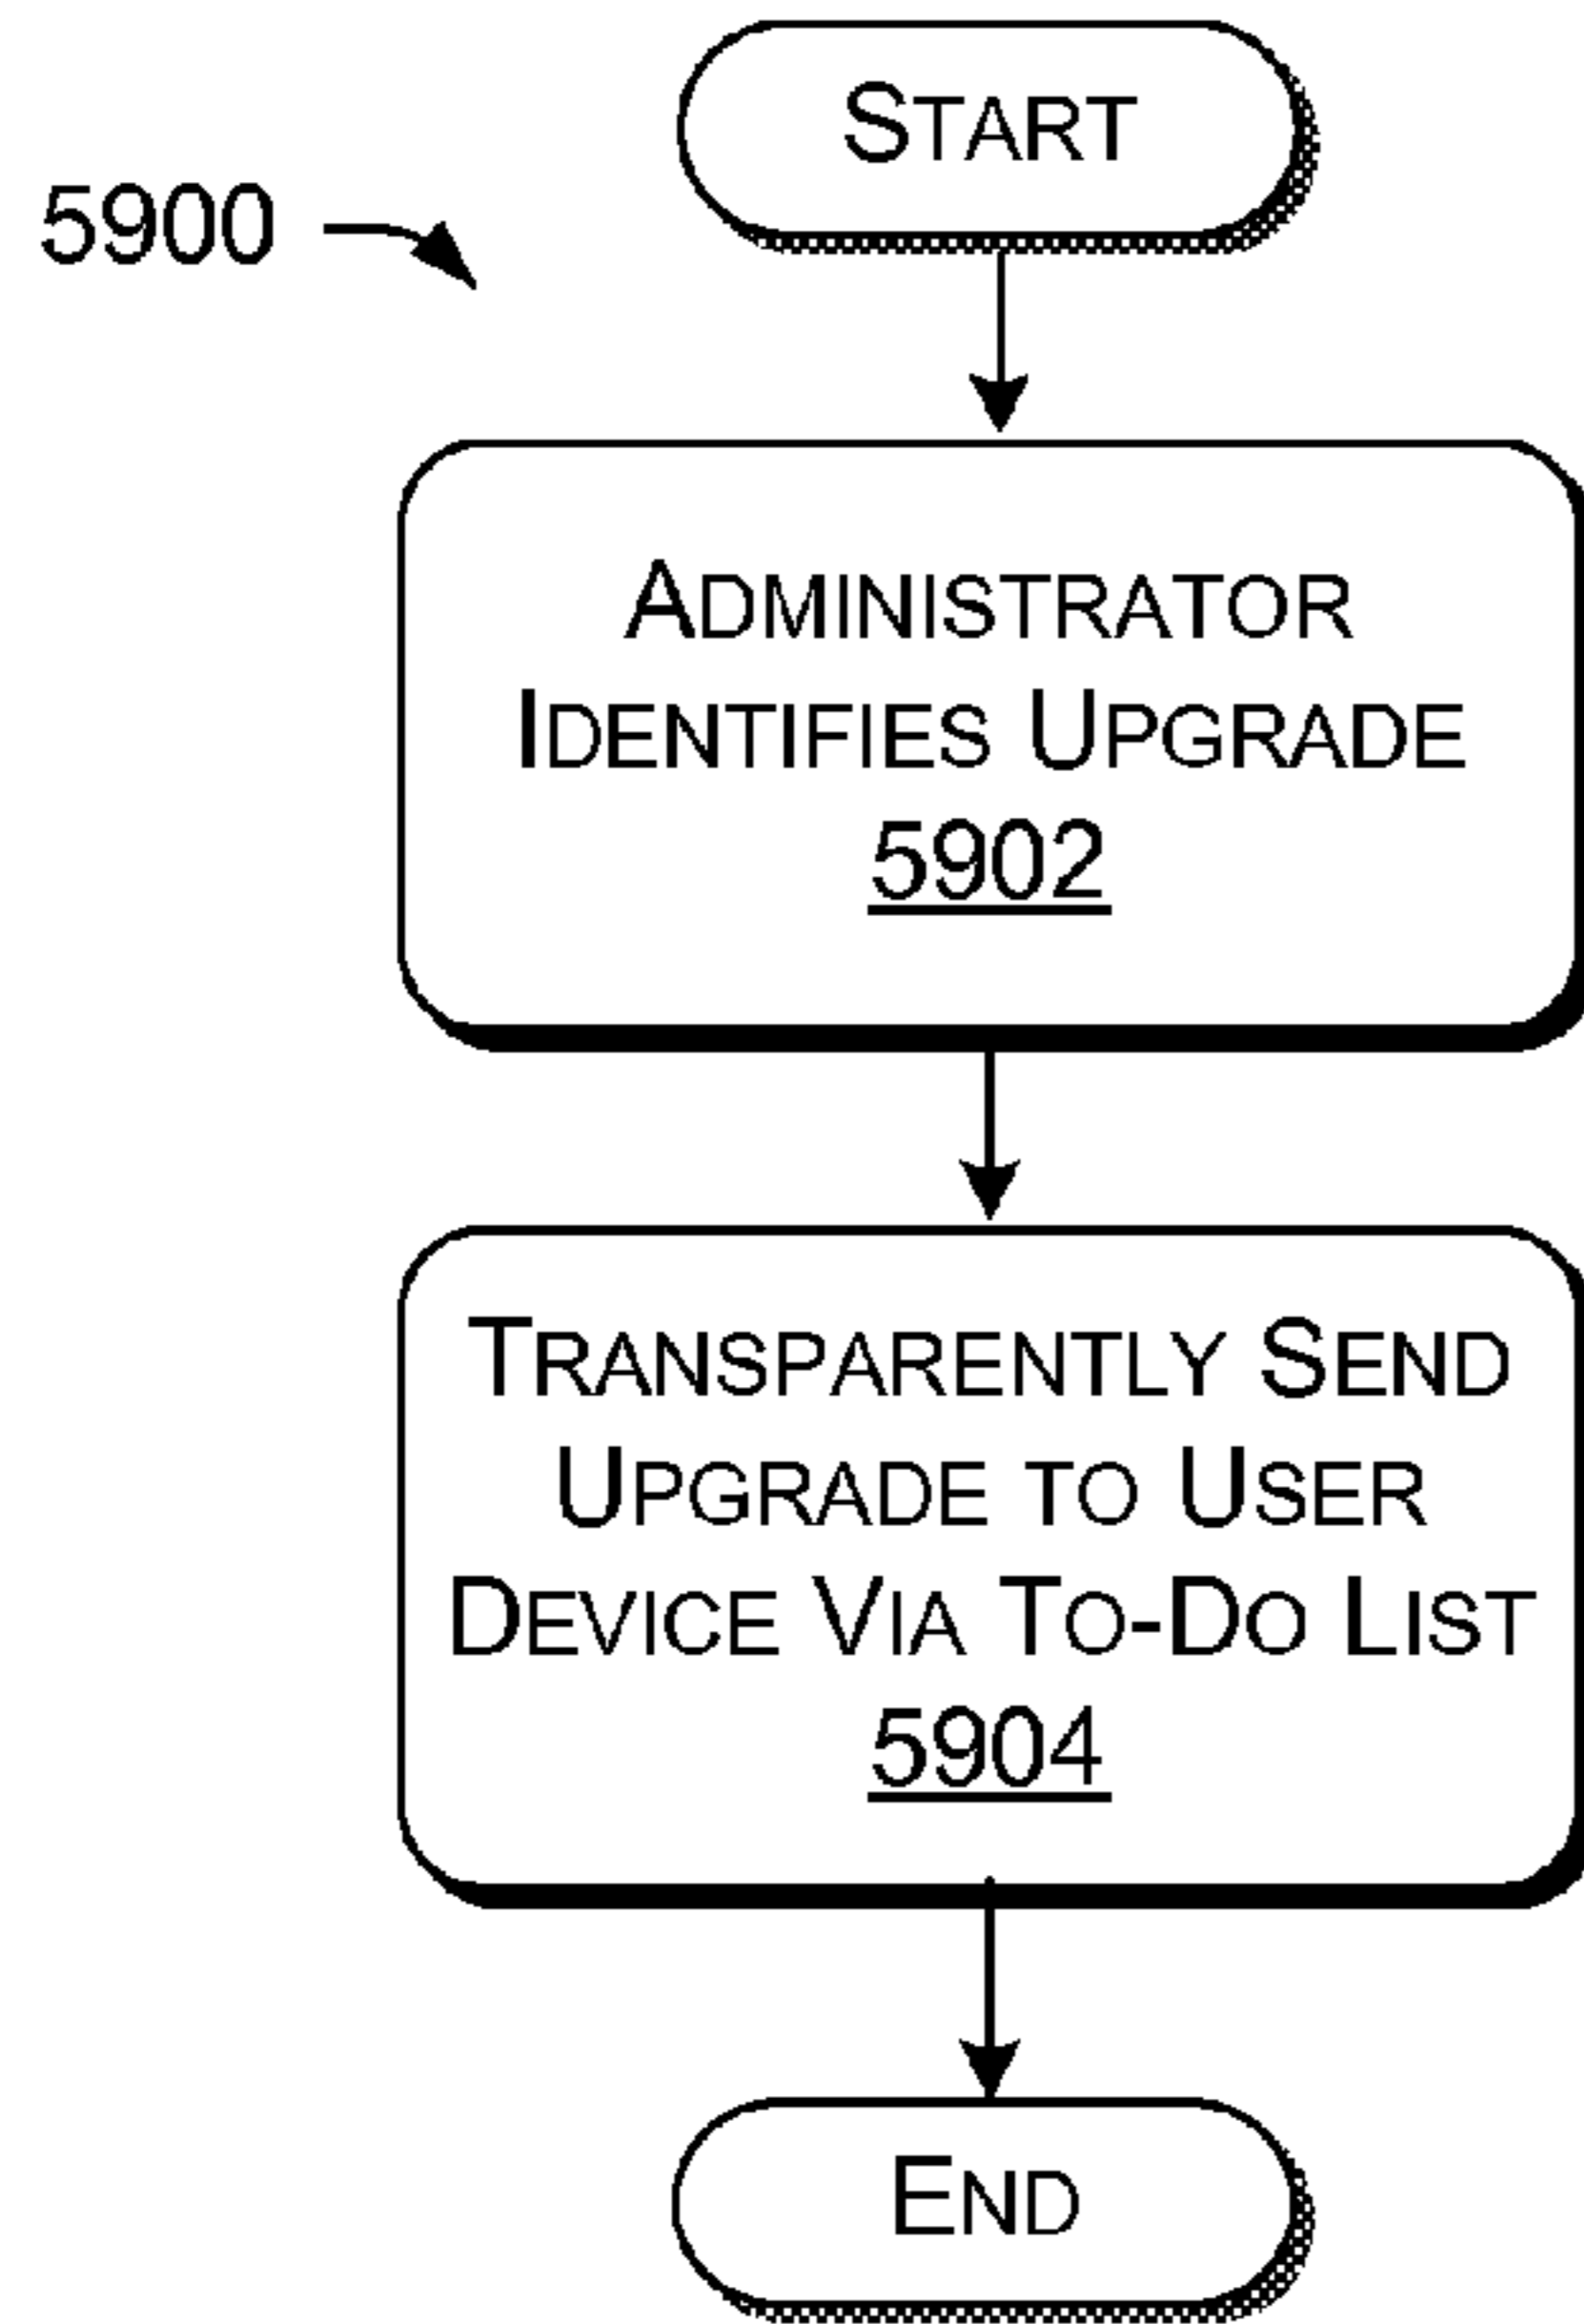 START
5900
ADMINISTRATOR
IDENTIFIES UPGRADE
5902
TRANSPARENTLY SEND
UPGRADE TO USER
DEVICE VIA TO-DO LIST
5904
END